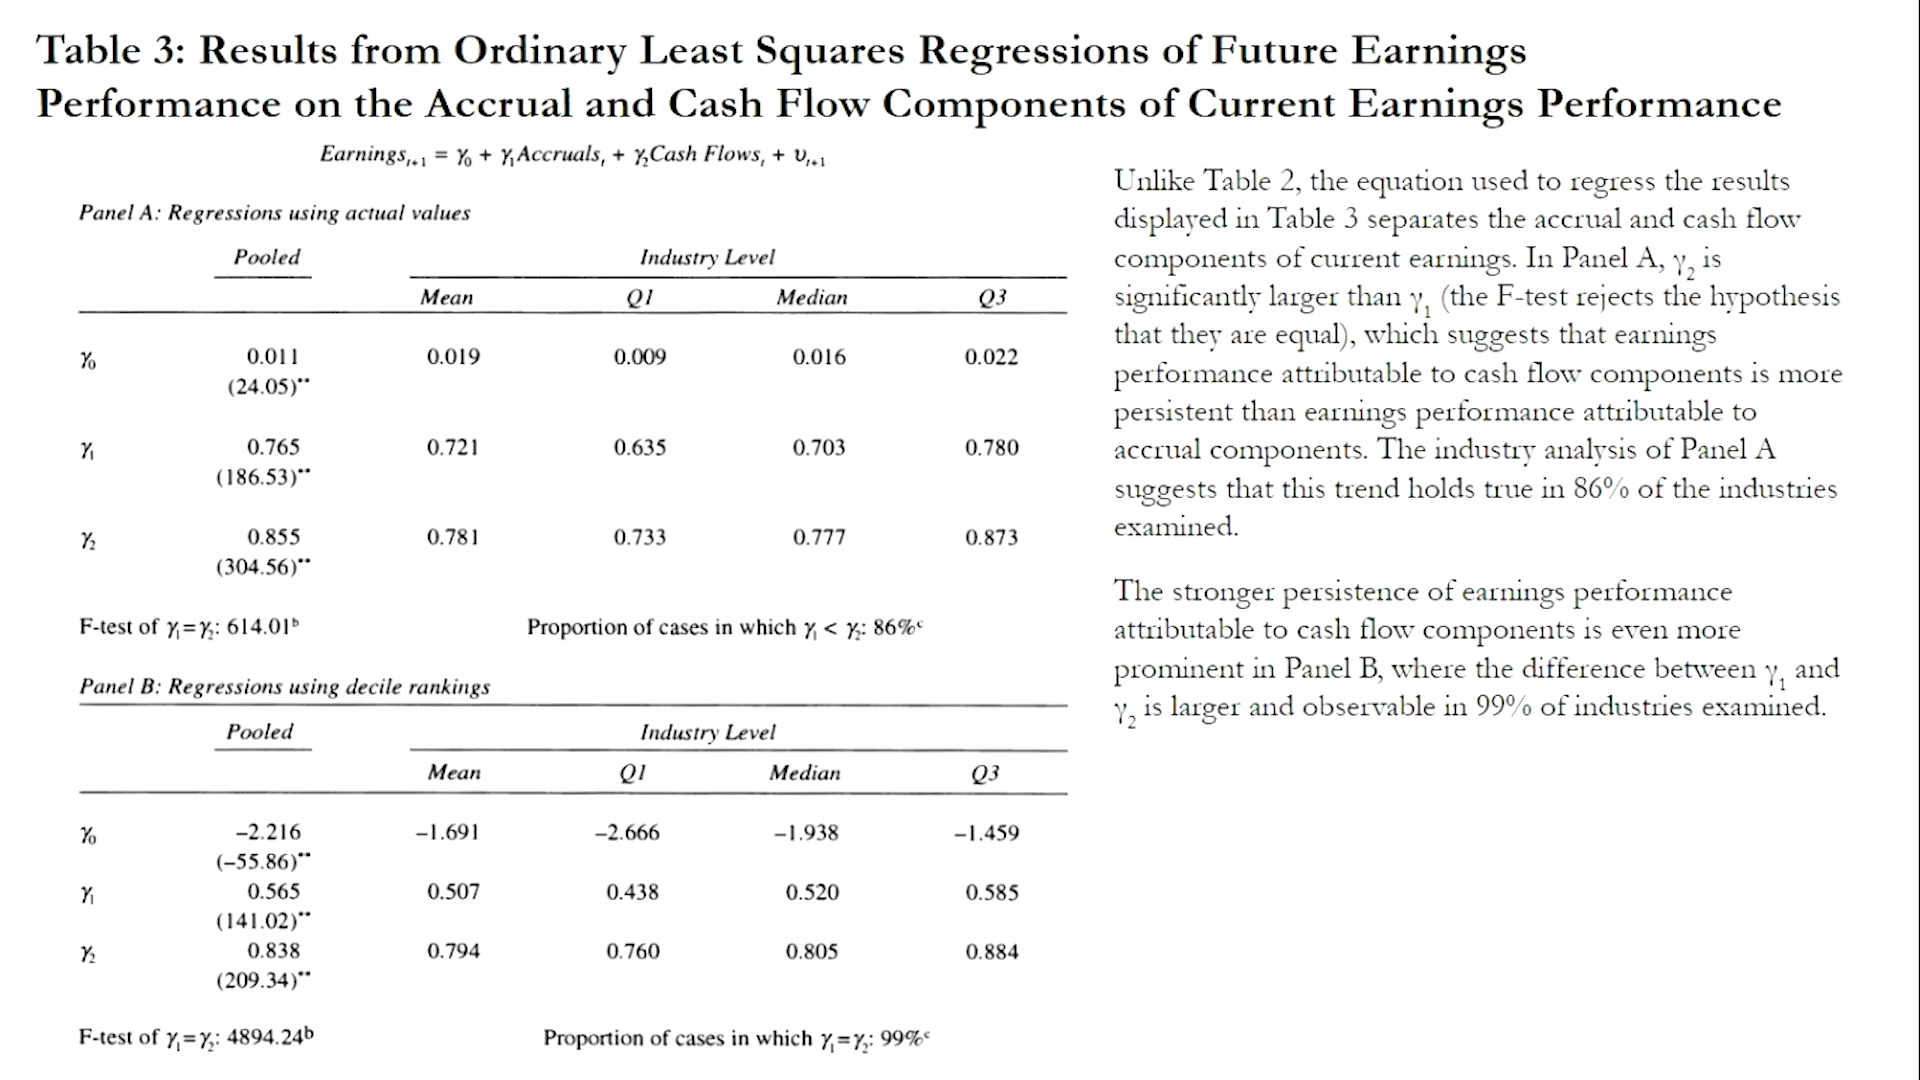 Table 3: Results from Ordinary Least Squares Regressions of Future Earnings
Performance on the Accrual and Cash Flow Components of Current Earnings Performance
Earningsₜ₊₁ = γ₀ + γ₁Accrualsₜ + γ₂Cash Flowsₜ + υₜ₊₁
Panel A: Regressions using actual values
Pooled Industry Level
Mean Q1 Median Q3
γ₀ 0.011 0.019 0.009 0.016 0.022
(24.05)**
γ₁ 0.765 0.721 0.635 0.703 0.780
(186.53)**
γ₂ 0.855 0.781 0.733 0.777 0.873
(304.56)**
F-test of γ₁=γ₂: 614.01ᵇ Proportion of cases in which γ₁ < γ₂: 86%ᶜ
Panel B: Regressions using decile rankings
Pooled Industry Level
Mean Q1 Median Q3
γ₀ −2.216 −1.691 −2.666 −1.938 −1.459
(−55.86)**
γ₁ 0.565 0.507 0.438 0.520 0.585
(141.02)**
γ₂ 0.838 0.794 0.760 0.805 0.884
(209.34)**
F-test of γ₁=γ₂: 4894.24ᵇ Proportion of cases in which γ₁=γ₂: 99%ᶜ
Unlike Table 2, the equation used to regress the results
displayed in Table 3 separates the accrual and cash flow
components of current earnings. In Panel A, γ₂ is
significantly larger than γ₁ (the F-test rejects the hypothesis
that they are equal), which suggests that earnings
performance attributable to cash flow components is more
persistent than earnings performance attributable to
accrual components. The industry analysis of Panel A
suggests that this trend holds true in 86% of the industries
examined.
The stronger persistence of earnings performance
attributable to cash flow components is even more
prominent in Panel B, where the difference between γ₁ and
γ₂ is larger and observable in 99% of industries examined.